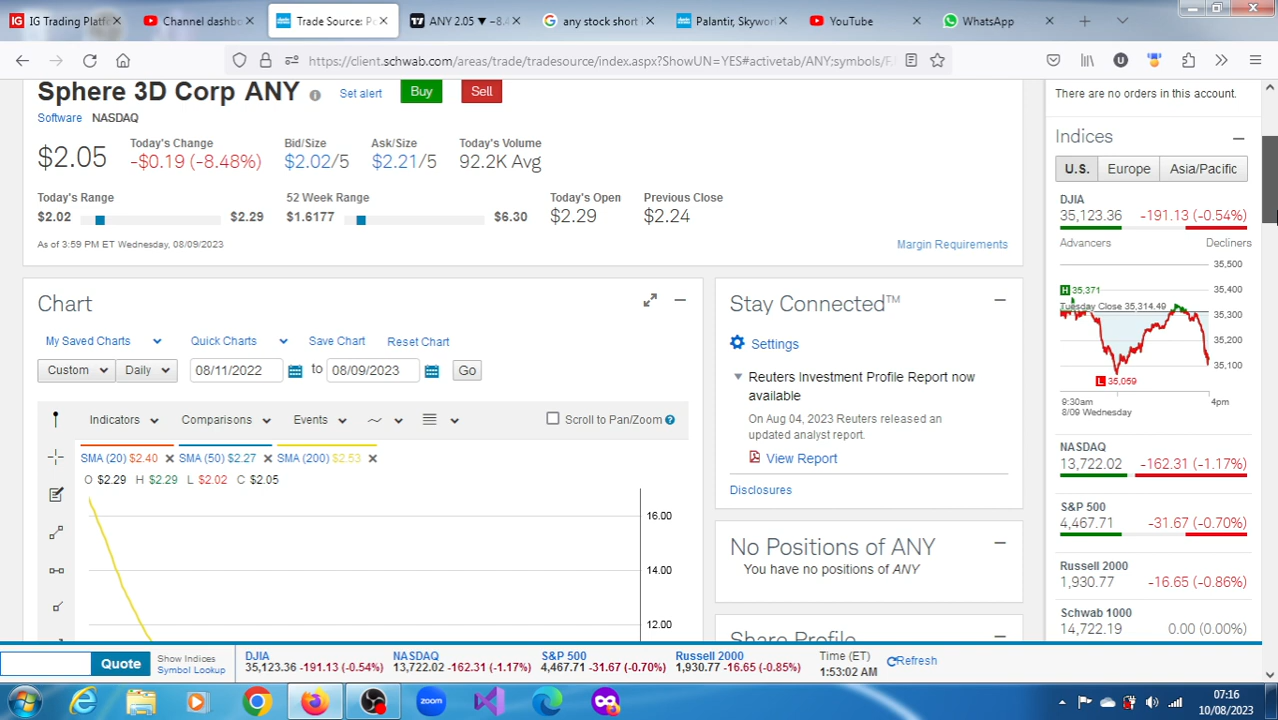 IG Trading Platf
Channel dashb
Trade Source: P
ANY 2.05 ▼ −8.4
any stock short i
Palantir, Skywor
YouTube
WhatsApp
https://client.schwab.com/areas/trade/tradesource/index.aspx?ShowUN=YES#activetab/ANY;symbols/F
Sphere 3D Corp ANY Set alert Buy Sell
Software NASDAQ
Today's Change Bid/Size Ask/Size Today's Volume
$2.05 -$0.19 (-8.48%) $2.02/5 $2.21/5 92.2K Avg
Today's Range 52 Week Range Today's Open Previous Close
$2.02 $2.29 $1.6177 $6.30 $2.29 $2.24
As of 3:59 PM ET Wednesday, 08/09/2023 Margin Requirements
Chart
My Saved Charts Quick Charts Save Chart Reset Chart
Custom Daily 08/11/2022 to 08/09/2023 Go
Indicators Comparisons Events Scroll to Pan/Zoom
SMA (20) $2.40 SMA (50) $2.27 SMA (200) $2.53
O $2.29 H $2.29 L $2.02 C $2.05
16.00
14.00
12.00
Stay Connected™
Settings
Reuters Investment Profile Report now
available
On Aug 04, 2023 Reuters released an
updated analyst report.
View Report
Disclosures
No Positions of ANY
You have no positions of ANY
Share Profile
There are no orders in this account.
Indices
U.S. Europe Asia/Pacific
DJIA
35,123.36 -191.13 (-0.54%)
Advancers Decliners
35,500
H 35,371 35,400
Tuesday Close 35,314.49 35,300
35,200
35,100
L 35,059
9:30am 4pm
8/09 Wednesday
NASDAQ
13,722.02 -162.31 (-1.17%)
S&P 500
4,467.71 -31.67 (-0.70%)
Russell 2000
1,930.77 -16.65 (-0.86%)
Schwab 1000
14,722.19 0.00 (0.00%)
Quote
Show Indices
Symbol Lookup
DJIA
35,123.36 -191.13 (-0.54%)
NASDAQ
13,722.02 -162.31 (-1.17%)
S&P 500
4,467.71 -31.67 (-0.70%)
Russell 2000
1,930.77 -16.65 (-0.85%)
Time (ET)
1:53:02 AM
Refresh
zoom
07:16
10/08/2023